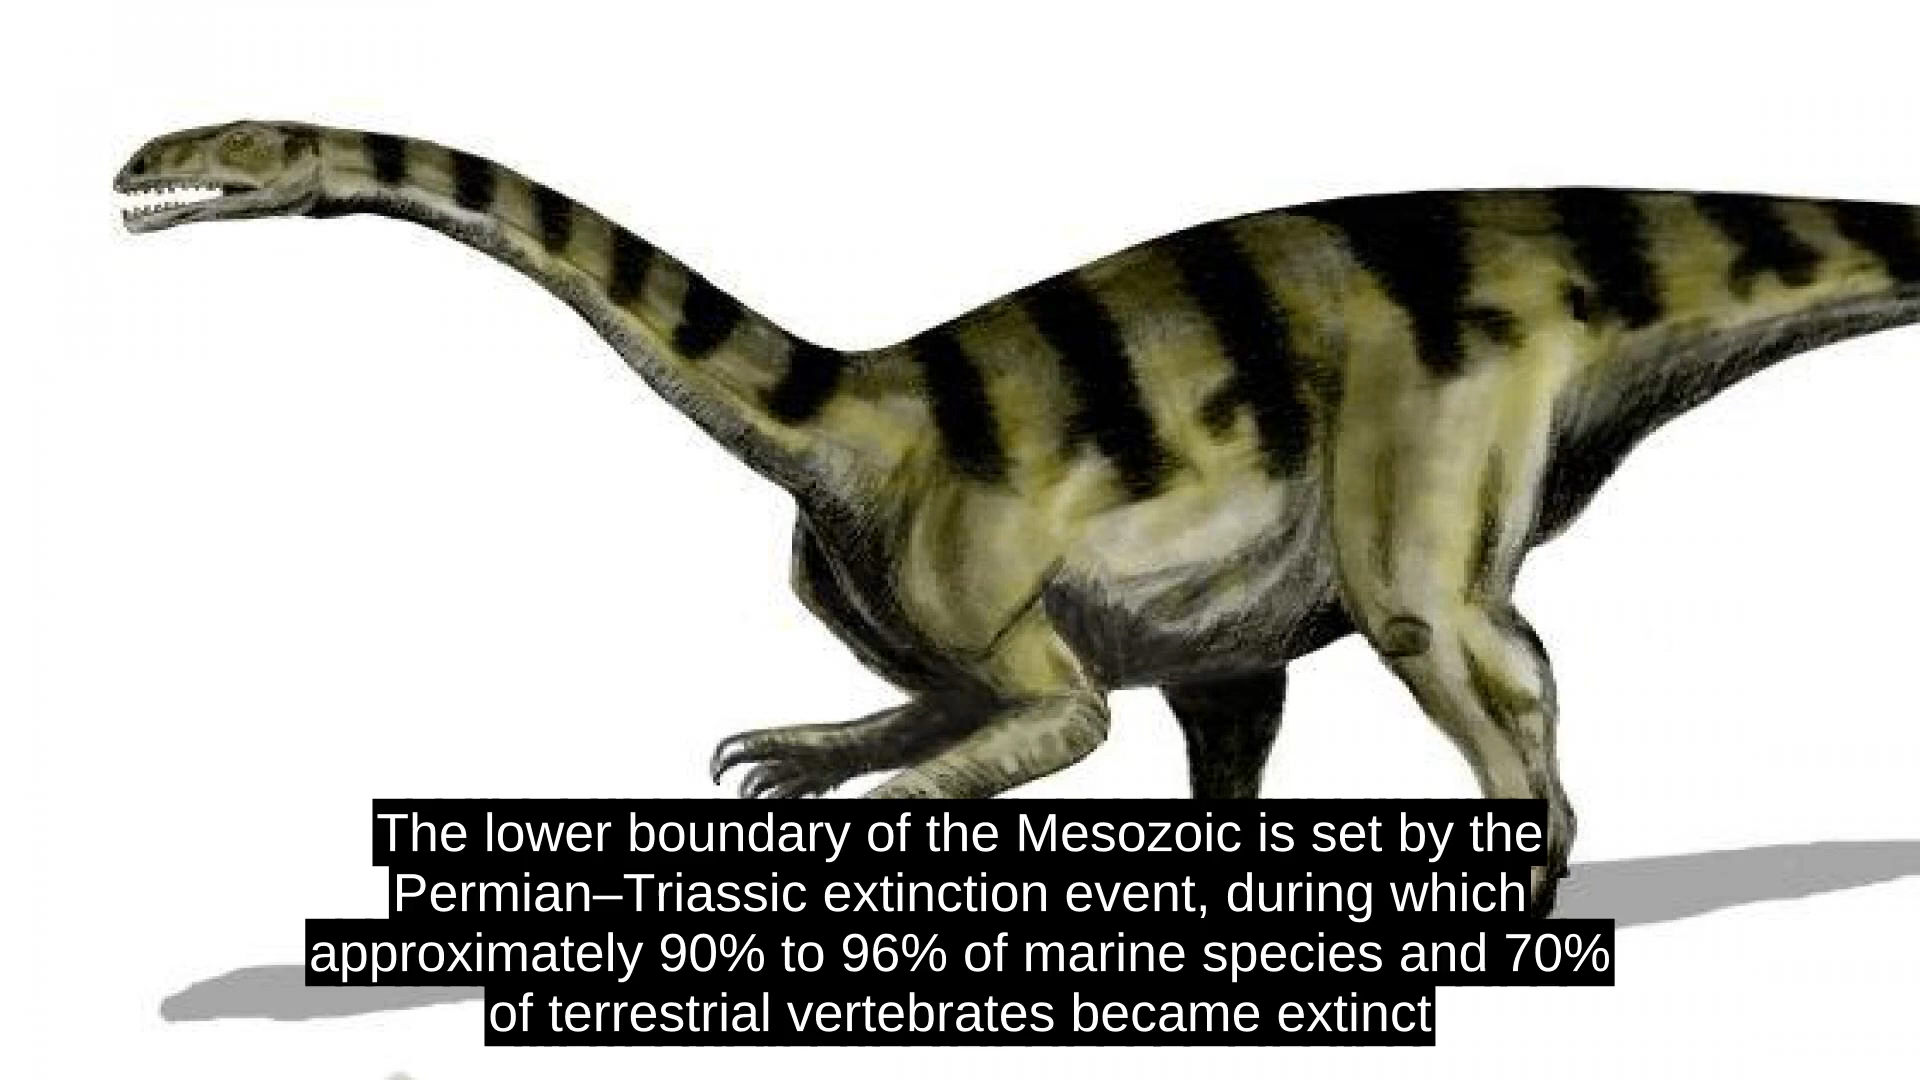 The lower boundary of the Mesozoic is set by the
Permian–Triassic extinction event, during which
approximately 90% to 96% of marine species and 70%
of terrestrial vertebrates became extinct